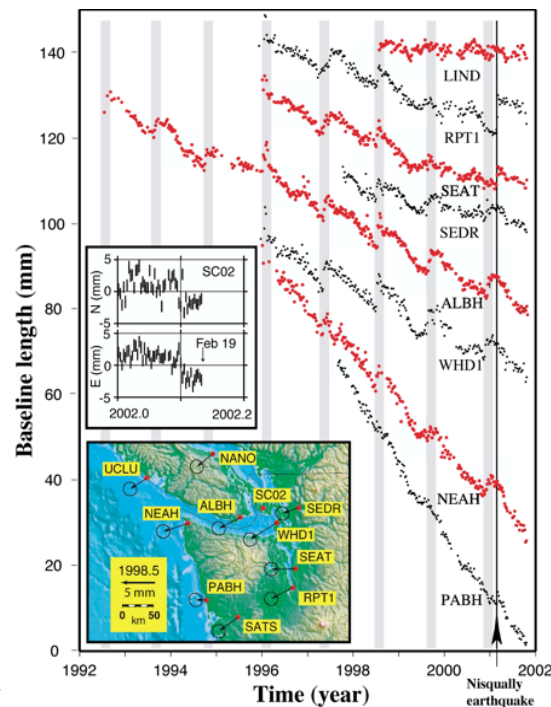 140
120
100
80
60
40
20
0
Baseline length (mm)
LIND
RPT1
SEAT
SEDR
ALBH
WHD1
NEAH
PABH
5
N (mm)
-5
SC02
5
E (mm)
-5
Feb 19
2002.0
2002.2
NANO
UCLU
SC02
ALBH
SEDR
NEAH
WHD1
SEAT
PABH
RPT1
SATS
1998.5
5 mm
0 50
km
1992 1994 1996 1998 2000 2002
Time (year)
Nisqually
earthquake